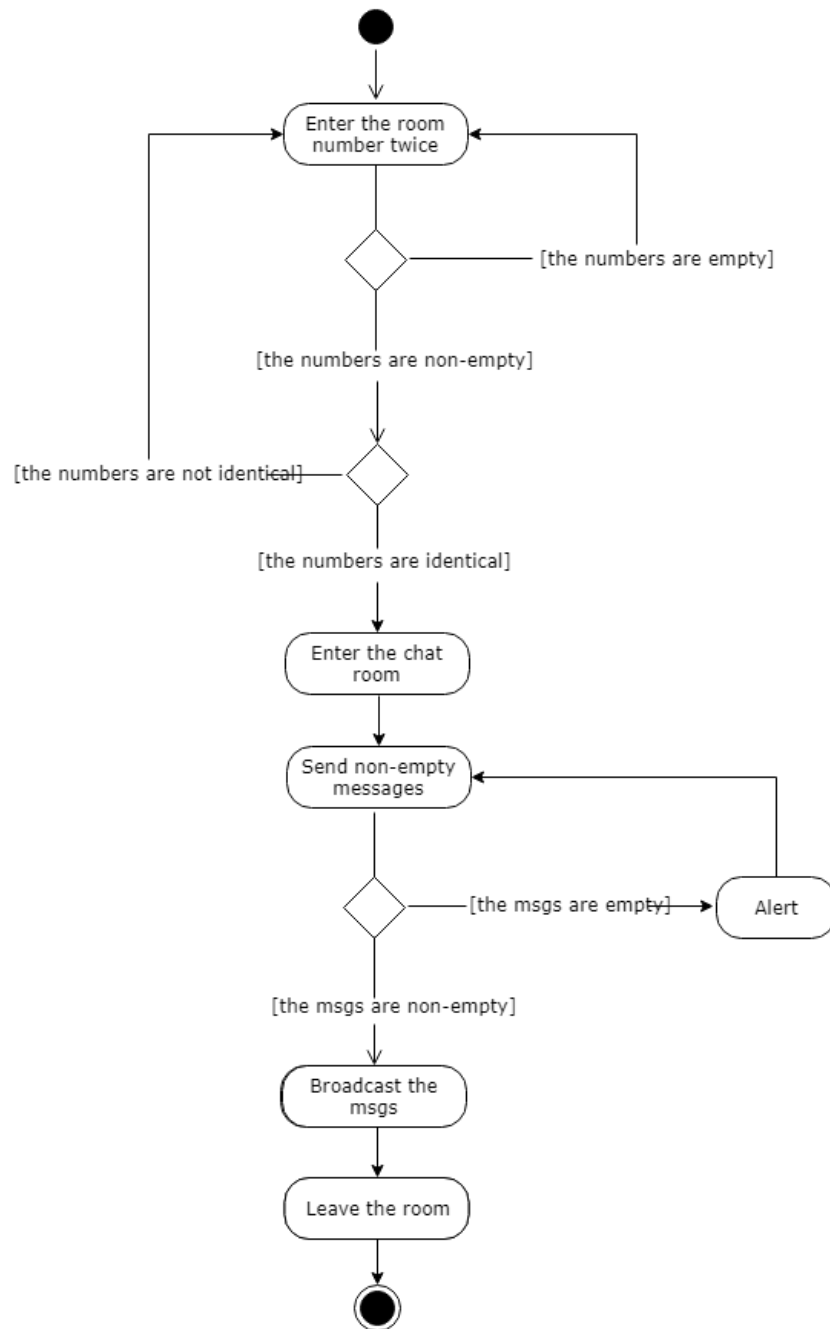 Enter the room
number twice
[the numbers are empty]
[the numbers are non-empty]
[the numbers are not identical]
[the numbers are identical]
Enter the chat
room
Send non-empty
messages
[the msgs are empty]
Alert
[the msgs are non-empty]
Broadcast the
msgs
Leave the room